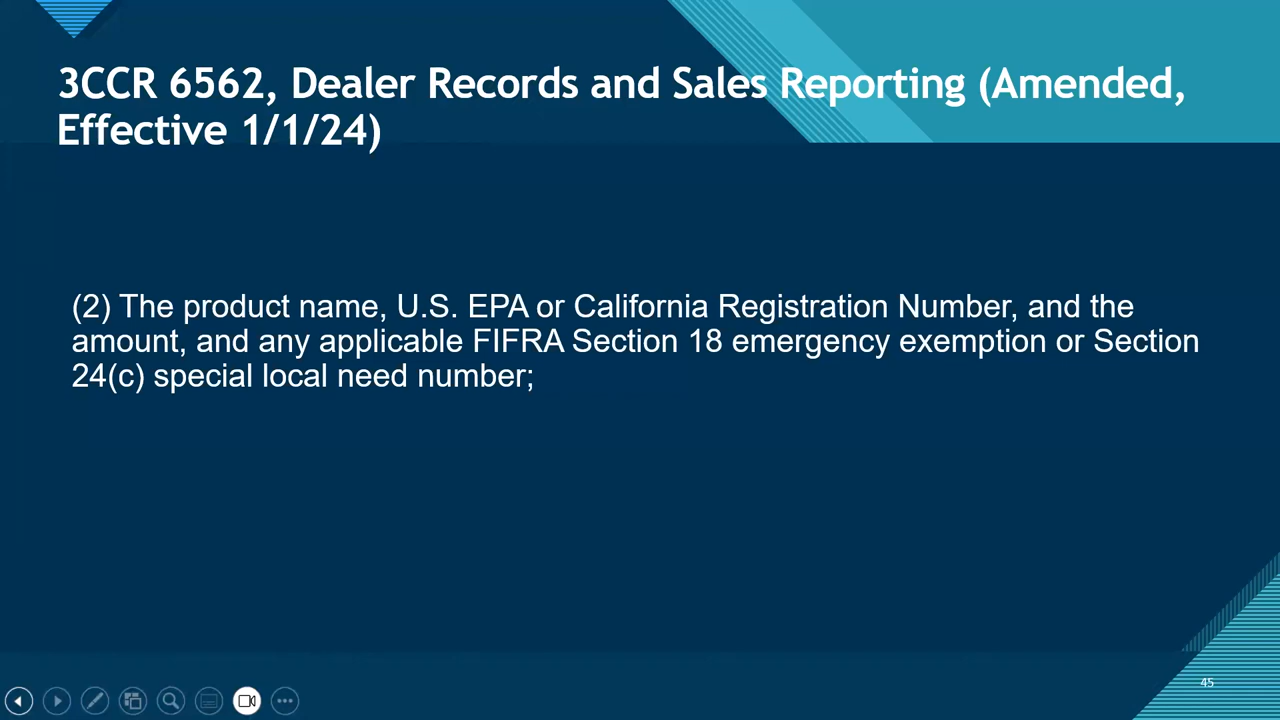 3CCR 6562, Dealer Records and Sales Reporting (Amended,
Effective 1/1/24)
(2) The product name, U.S. EPA or California Registration Number, and the
amount, and any applicable FIFRA Section 18 emergency exemption or Section
24(c) special local need number;
45